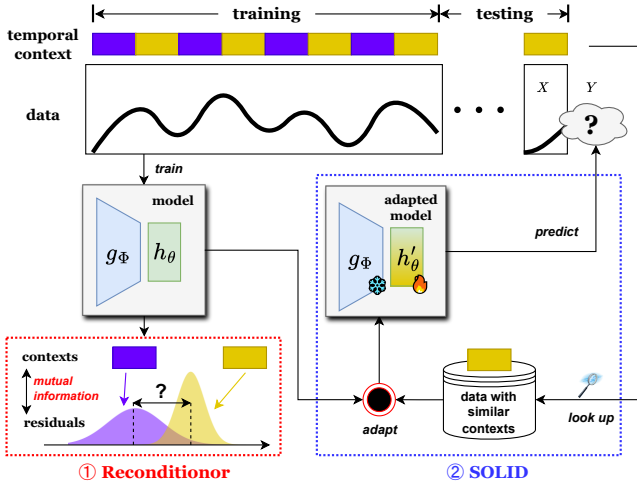 training
testing
temporal
context
data
X
Y
?
train
model
gΦ
hθ
adapted
model
gΦ
h′θ
predict
contexts
mutual
information
residuals
?
adapt
data with
similar
contexts
look up
① Reconditionor
② SOLID